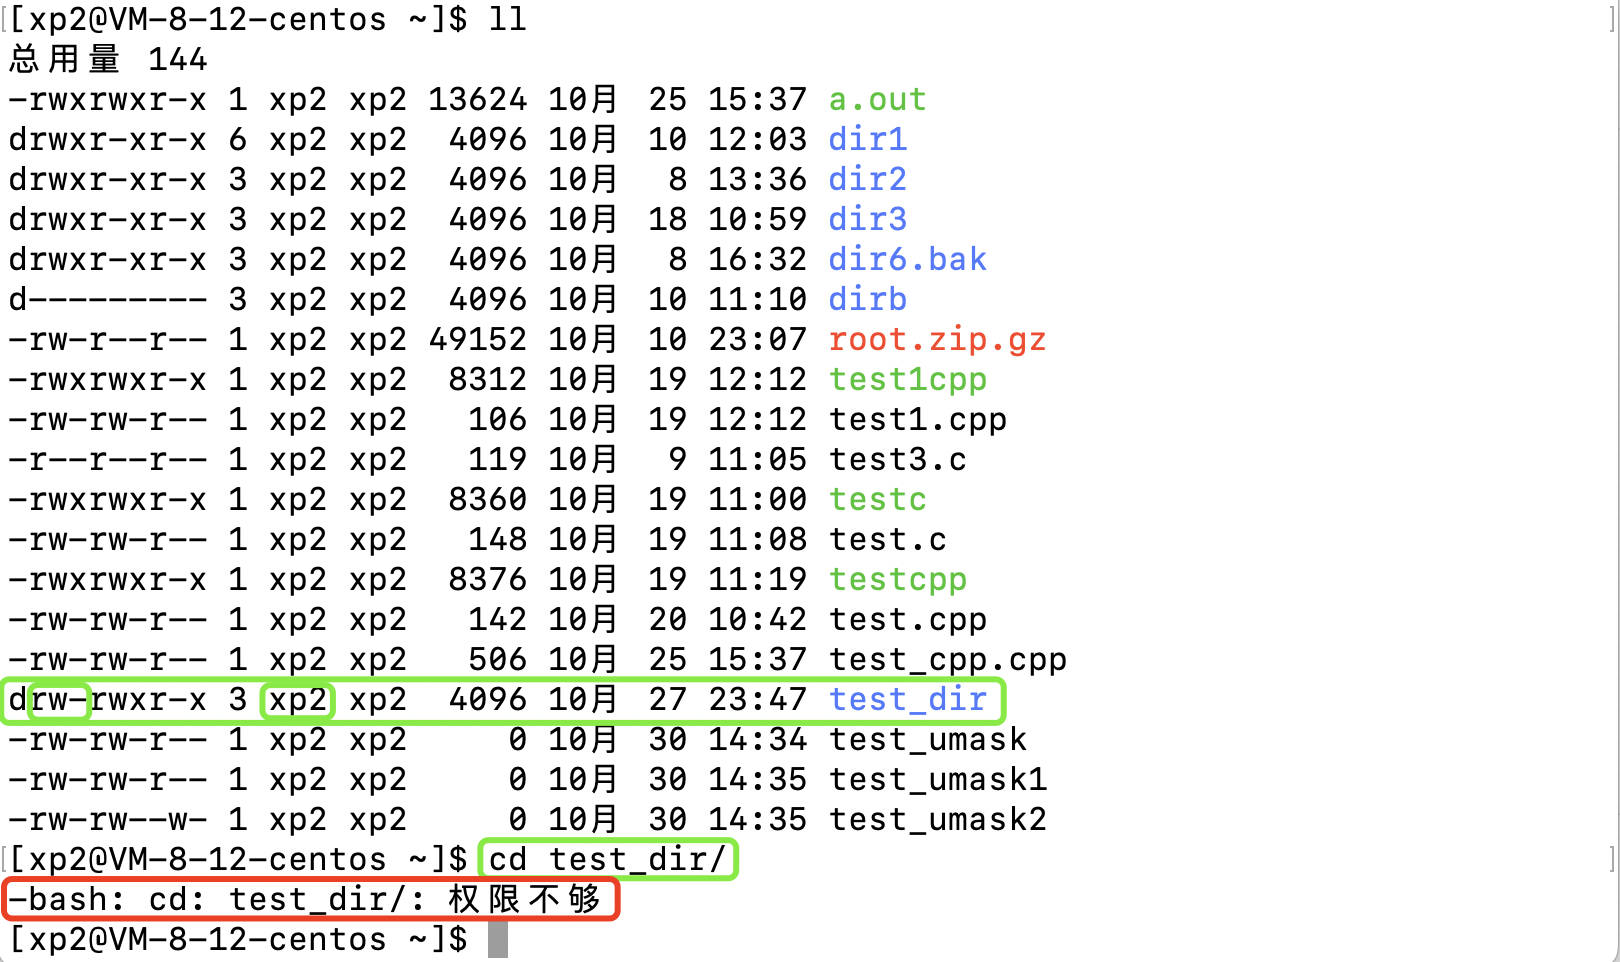 [xp2@VM-8-12-centos ~]$ ll
总用量 144
-rwxrwxr-x 1 xp2 xp2 13624 10月  25 15:37 a.out
drwxr-xr-x 6 xp2 xp2  4096 10月  10 12:03 dir1
drwxr-xr-x 3 xp2 xp2  4096 10月   8 13:36 dir2
drwxr-xr-x 3 xp2 xp2  4096 10月  18 10:59 dir3
drwxr-xr-x 3 xp2 xp2  4096 10月   8 16:32 dir6.bak
d--------- 3 xp2 xp2  4096 10月  10 11:10 dirb
-rw-r--r-- 1 xp2 xp2 49152 10月  10 23:07 root.zip.gz
-rwxrwxr-x 1 xp2 xp2  8312 10月  19 12:12 test1cpp
-rw-rw-r-- 1 xp2 xp2   106 10月  19 12:12 test1.cpp
-r--r--r-- 1 xp2 xp2   119 10月   9 11:05 test3.c
-rwxrwxr-x 1 xp2 xp2  8360 10月  19 11:00 testc
-rw-rw-r-- 1 xp2 xp2   148 10月  19 11:08 test.c
-rwxrwxr-x 1 xp2 xp2  8376 10月  19 11:19 testcpp
-rw-rw-r-- 1 xp2 xp2   142 10月  20 10:42 test.cpp
-rw-rw-r-- 1 xp2 xp2   506 10月  25 15:37 test_cpp.cpp
drw-rwxr-x 3 xp2 xp2  4096 10月  27 23:47 test_dir
-rw-rw-r-- 1 xp2 xp2     0 10月  30 14:34 test_umask
-rw-rw-r-- 1 xp2 xp2     0 10月  30 14:35 test_umask1
-rw-rw--w- 1 xp2 xp2     0 10月  30 14:35 test_umask2
[xp2@VM-8-12-centos ~]$ cd test_dir/
-bash: cd: test_dir/: 权限不够
[xp2@VM-8-12-centos ~]$